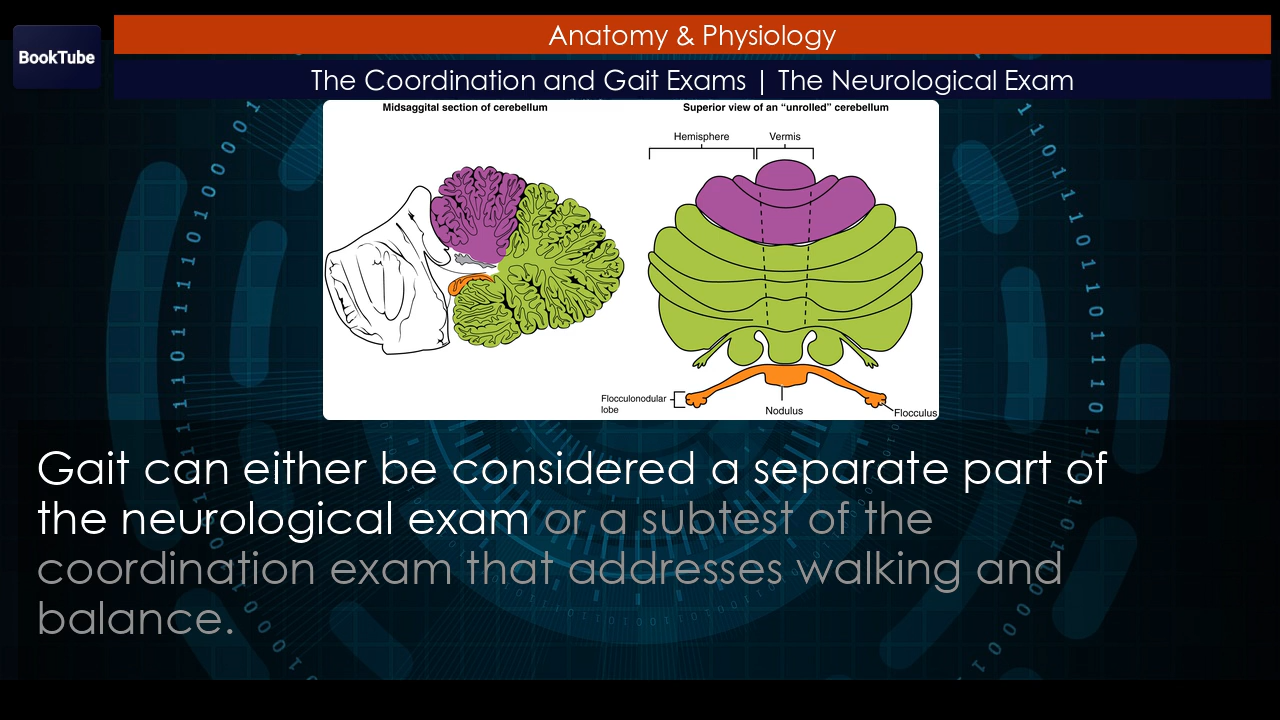 BookTube
Anatomy & Physiology
The Coordination and Gait Exams | The Neurological Exam
Midsaggital section of cerebellum
Superior view of an “unrolled” cerebellum
Hemisphere
Vermis
Flocculonodular
lobe
Nodulus
Flocculus
Gait can either be considered a separate part of
the neurological exam or a subtest of the
coordination exam that addresses walking and
balance.